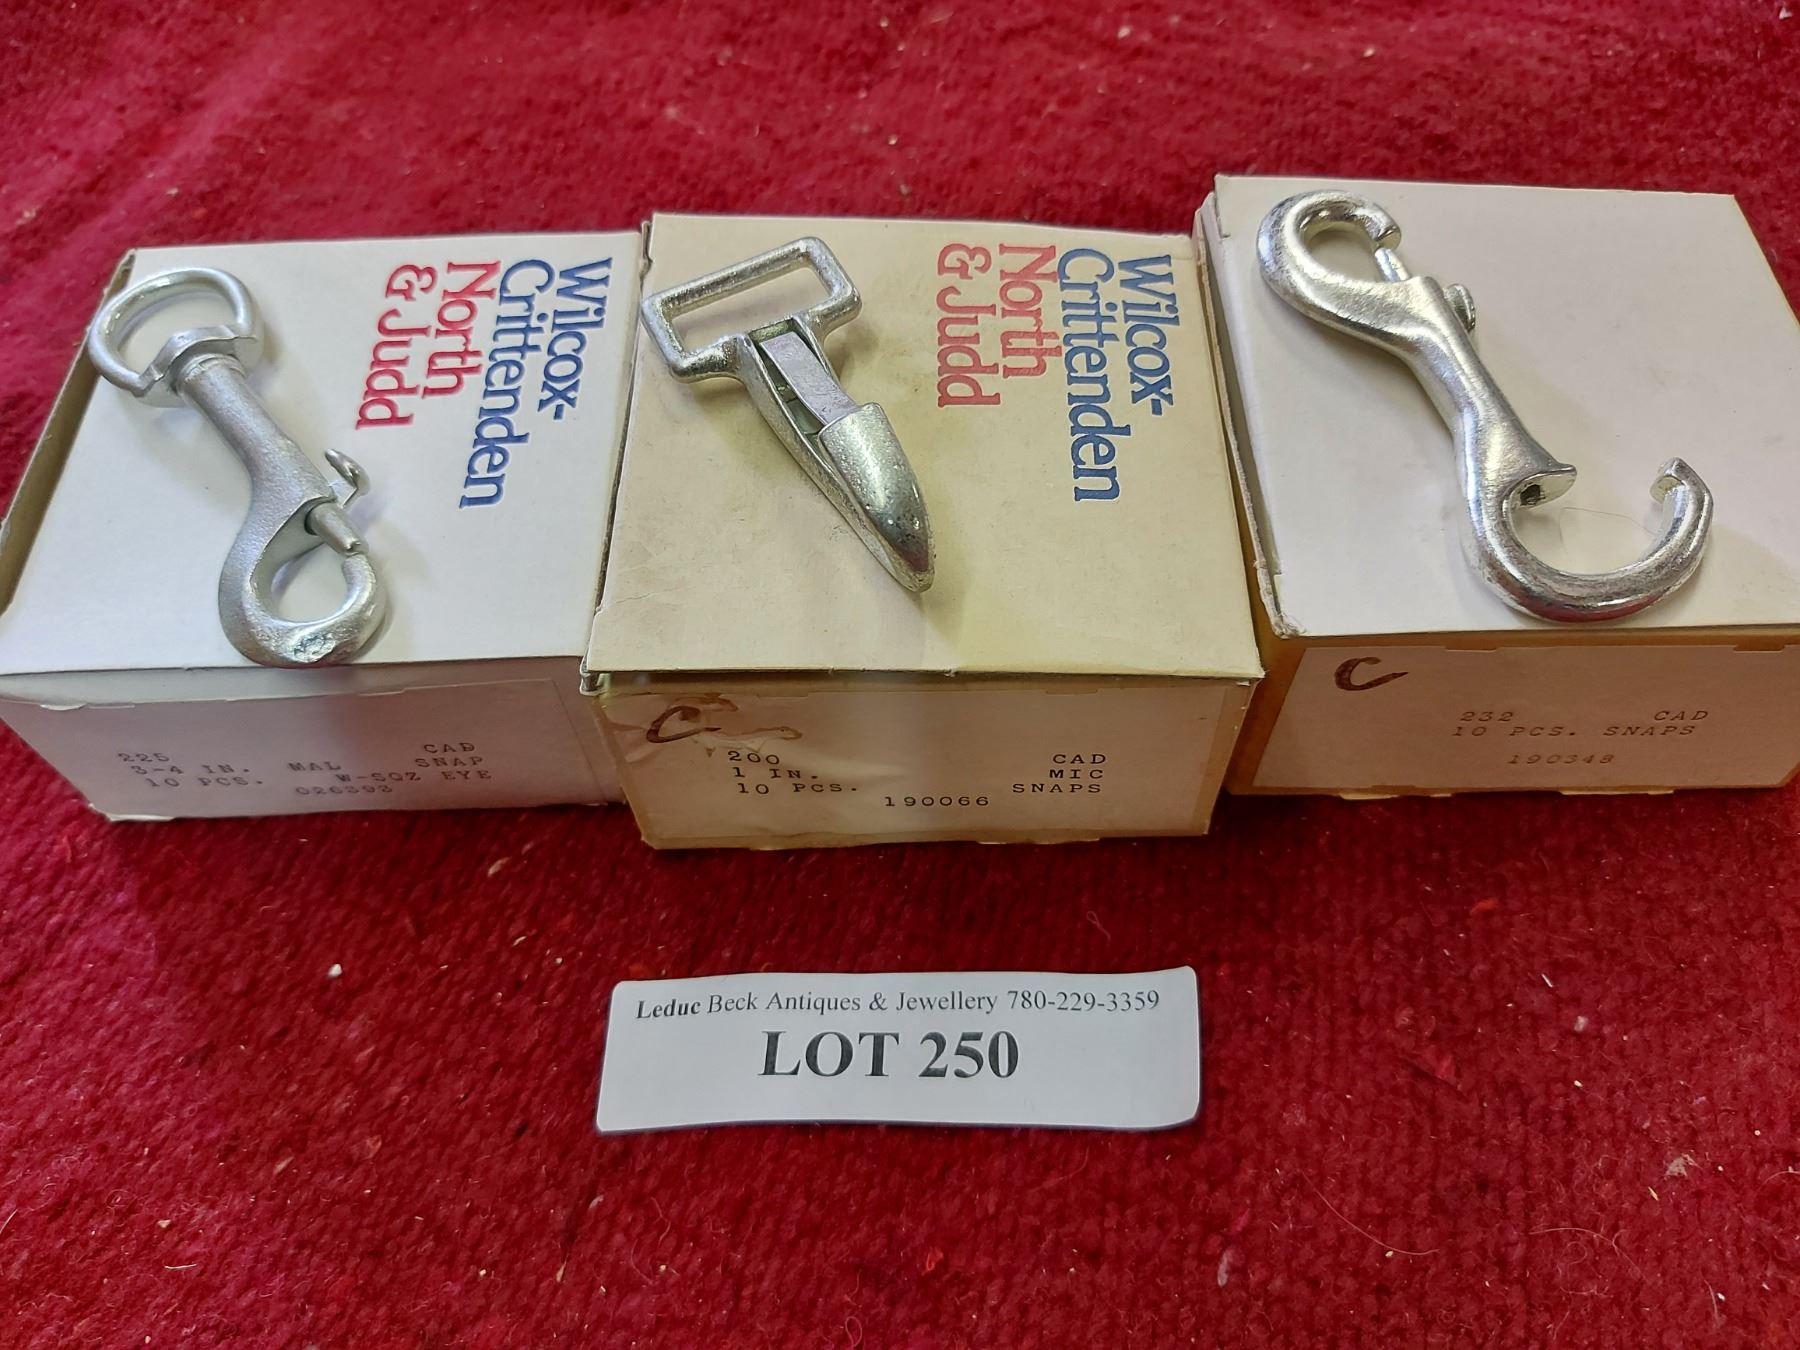 Wilcox-
Crittenden
North
& Judd
225 CAD
3-4 IN. MAL SNAP
10 PCS. W-SQZ EYE
026393
Wilcox-
Crittenden
North
& Judd
C
200 CAD
1 IN. MIC
10 PCS. SNAPS
190066
C
232 CAD
10 PCS. SNAPS
190348
Leduc Beck Antiques & Jewellery 780-229-3359
LOT 250